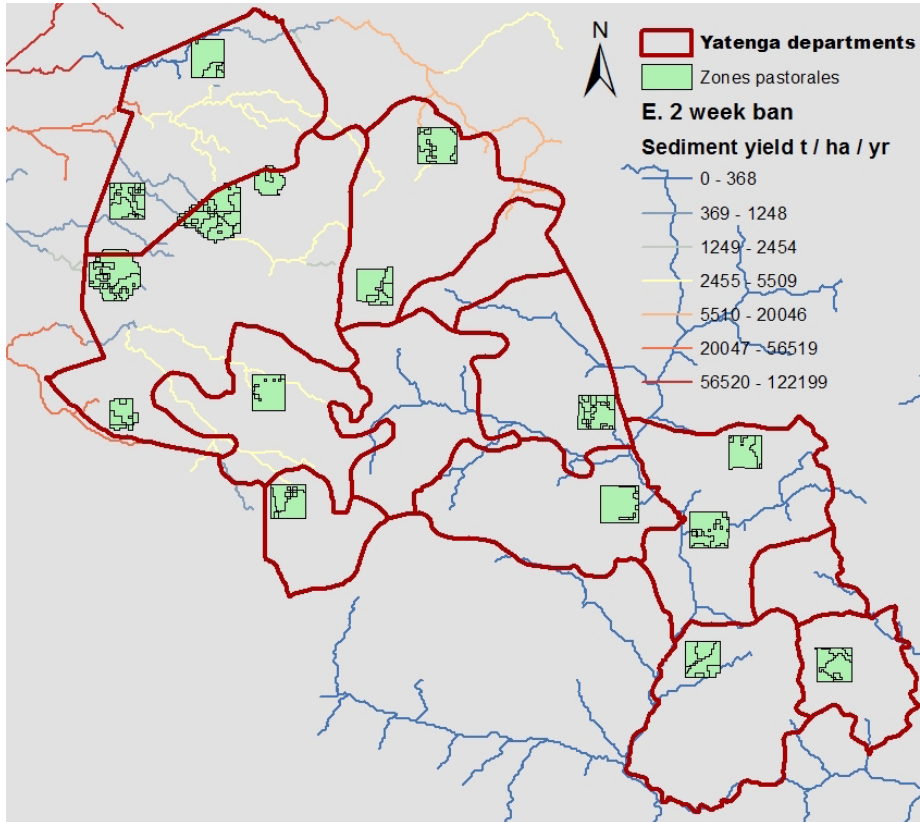 N
Yatenga departments
Zones pastorales
E. 2 week ban
Sediment yield t / ha / yr
0 - 368
369 - 1248
1249 - 2454
2455 - 5509
5510 - 20046
20047 - 56519
56520 - 122199